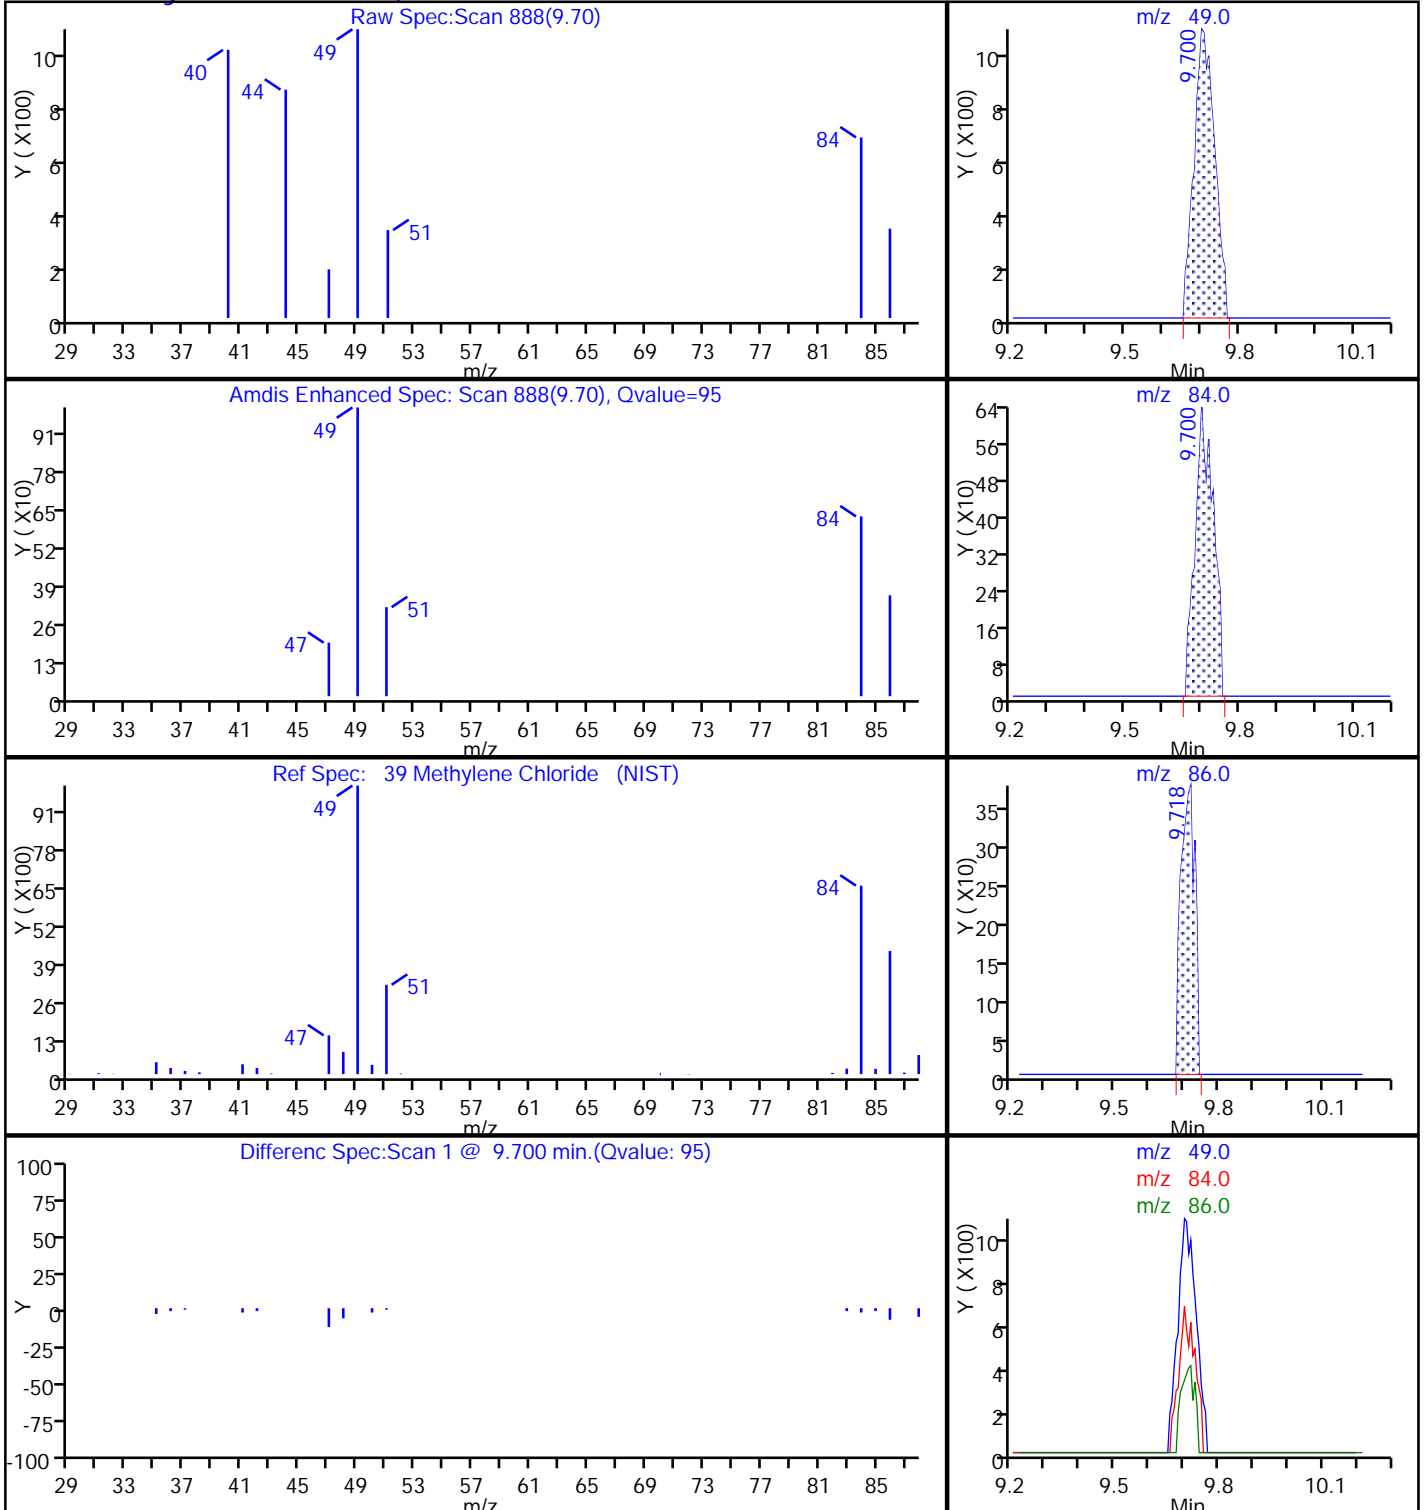 Raw Spec:Scan 888(9.70)
Y ( X100)
10
8
6
4
2
0
40
44
49
51
84
29 33 37 41 45 49 53 57 61 65 69 73 77 81 85
m/z
m/z 49.0
Y ( X100)
10
8
6
4
2
0
9.700
9.2 9.5 9.8 10.1
Min
Amdis Enhanced Spec: Scan 888(9.70), Qvalue=95
Y ( X10)
91
78
65
52
39
26
13
0
47
49
51
84
29 33 37 41 45 49 53 57 61 65 69 73 77 81 85
m/z
m/z 84.0
Y ( X10)
64
56
48
40
32
24
16
8
0
9.700
9.2 9.5 9.8 10.1
Min
Ref Spec: 39 Methylene Chloride (NIST)
Y ( X100)
91
78
65
52
39
26
13
0
47
49
51
84
29 33 37 41 45 49 53 57 61 65 69 73 77 81 85
m/z
m/z 86.0
Y ( X10)
35
30
25
20
15
10
5
0
9.718
9.2 9.5 9.8 10.1
Min
Differenc Spec:Scan 1 @ 9.700 min.(Qvalue: 95)
Y
100
75
50
25
0
-25
-50
-75
-100
29 33 37 41 45 49 53 57 61 65 69 73 77 81 85
m/z
m/z 49.0
m/z 84.0
m/z 86.0
Y ( X100)
10
8
6
4
2
0
9.2 9.5 9.8 10.1
Min